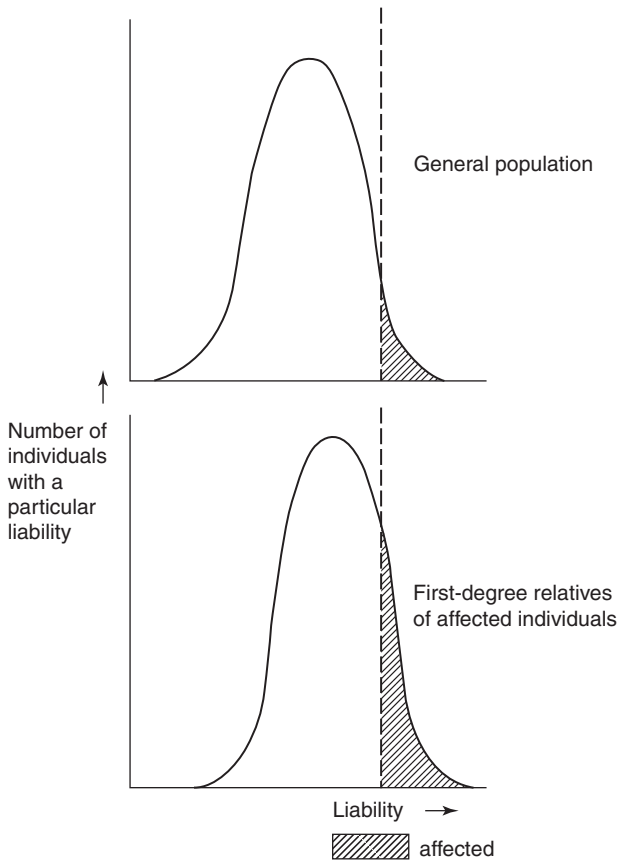 General population
Number of
individuals
with a
particular
liability
First-degree relatives
of affected individuals
Liability
affected